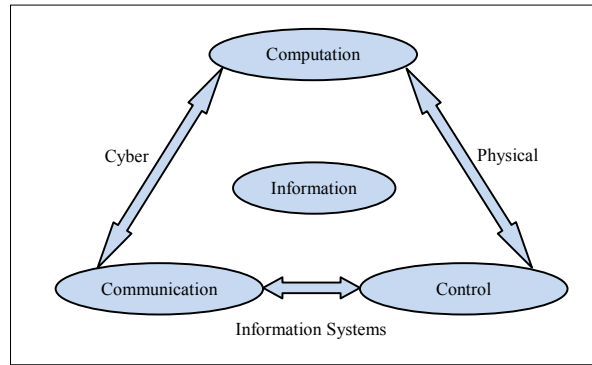 Computation
Cyber
Physical
Information
Communication
Control
Information Systems